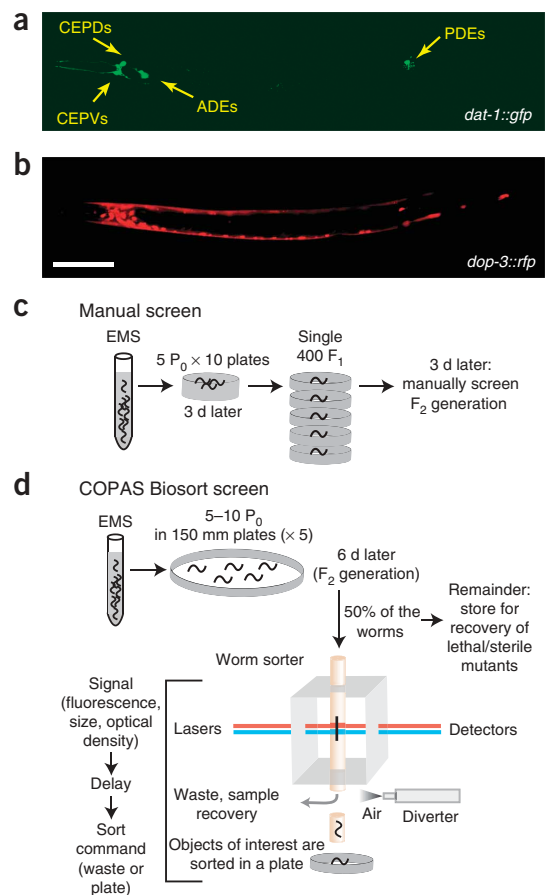 a
CEPDs
PDEs
CEPVs
ADEs
dat-1::gfp
b
dop-3::rfp
c
Manual screen
EMS
5 P0 × 10 plates
3 d later
Single
400 F1
3 d later:
manually screen
F2 generation
d
COPAS Biosort screen
EMS
5–10 P0
in 150 mm plates (× 5)
6 d later
(F2 generation)
50% of the
worms
Remainder:
store for
recovery of
lethal/sterile
mutants
Worm sorter
Signal
(fluorescence,
size, optical
density)
Delay
Sort
command
(waste or
plate)
Lasers
Detectors
Waste, sample
recovery
Air
Diverter
Objects of interest are
sorted in a plate